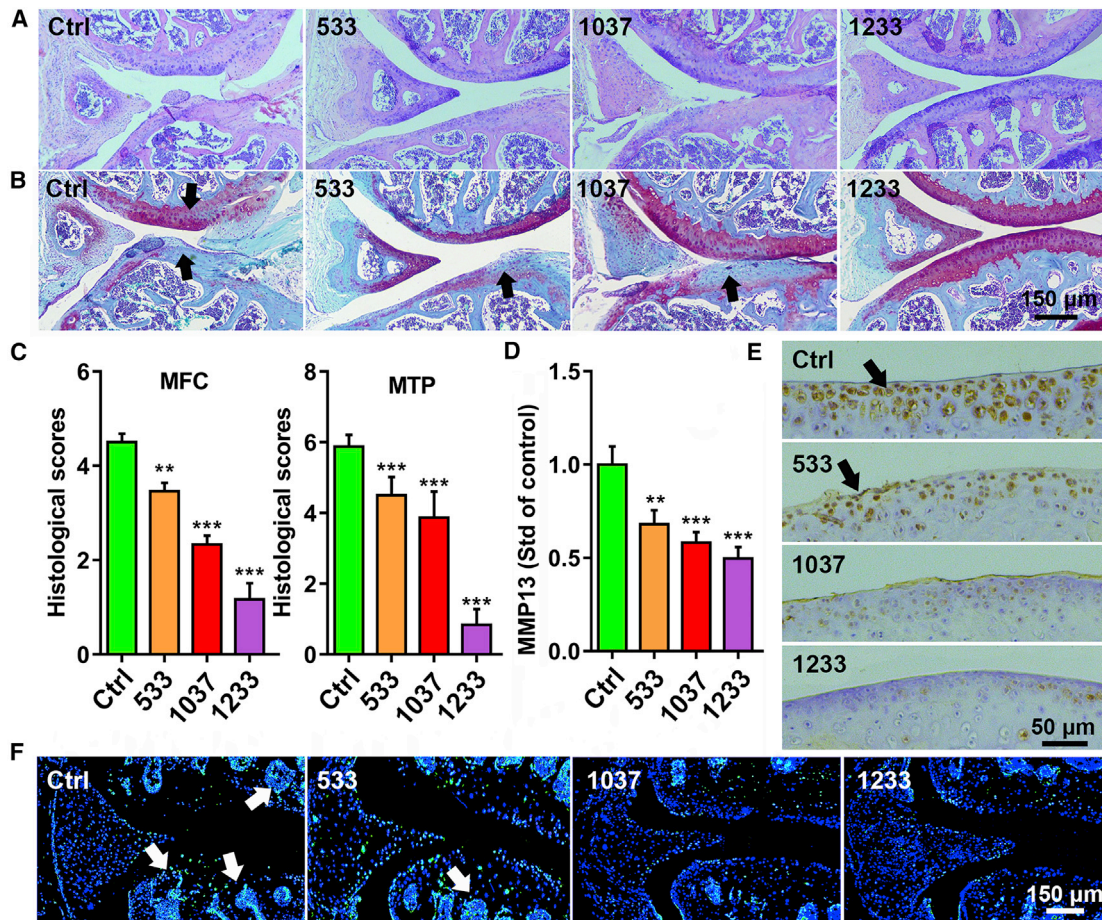 A
Ctrl
533
1037
1233
B
Ctrl
533
1037
1233
150 μm
C
MFC
Histological scores
6
4
2
0
**
***
***
Ctrl
533
1037
1233
MTP
Histological scores
8
6
4
2
0
***
***
***
Ctrl
533
1037
1233
D
MMP13 (Std of control)
1.5
1.0
0.5
0.0
**
***
***
Ctrl
533
1037
1233
E
Ctrl
533
1037
1233
50 μm
F
Ctrl
533
1037
1233
150 μm